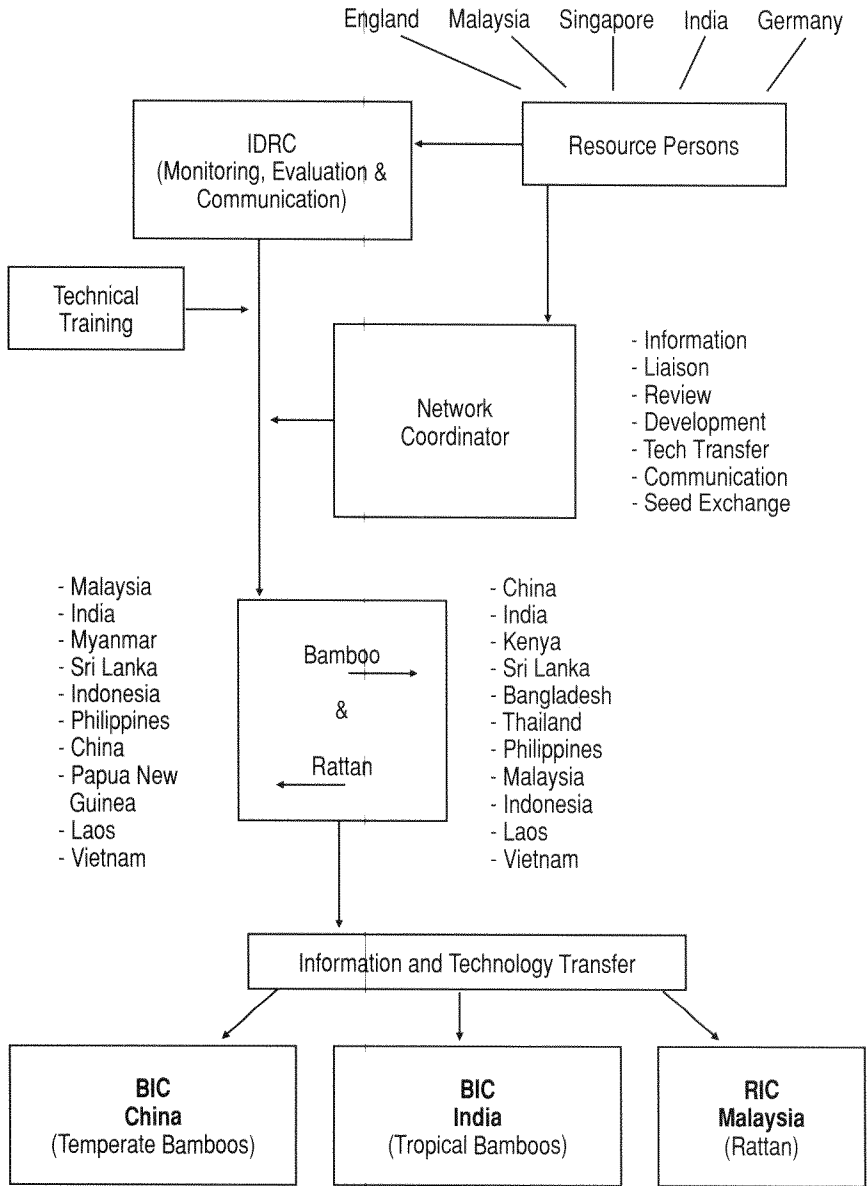 England Malaysia Singapore India Germany
IDRC
(Monitoring, Evaluation &
Communication)
Resource Persons
Technical
Training
Network
Coordinator
- Information
- Liaison
- Review
- Development
- Tech Transfer
- Communication
- Seed Exchange
- Malaysia
- India
- Myanmar
- Sri Lanka
- Indonesia
- Philippines
- China
- Papua New
Guinea
- Laos
- Vietnam
Bamboo
&
Rattan
- China
- India
- Kenya
- Sri Lanka
- Bangladesh
- Thailand
- Philippines
- Malaysia
- Indonesia
- Laos
- Vietnam
Information and Technology Transfer
BIC
China
(Temperate Bamboos)
BIC
India
(Tropical Bamboos)
RIC
Malaysia
(Rattan)